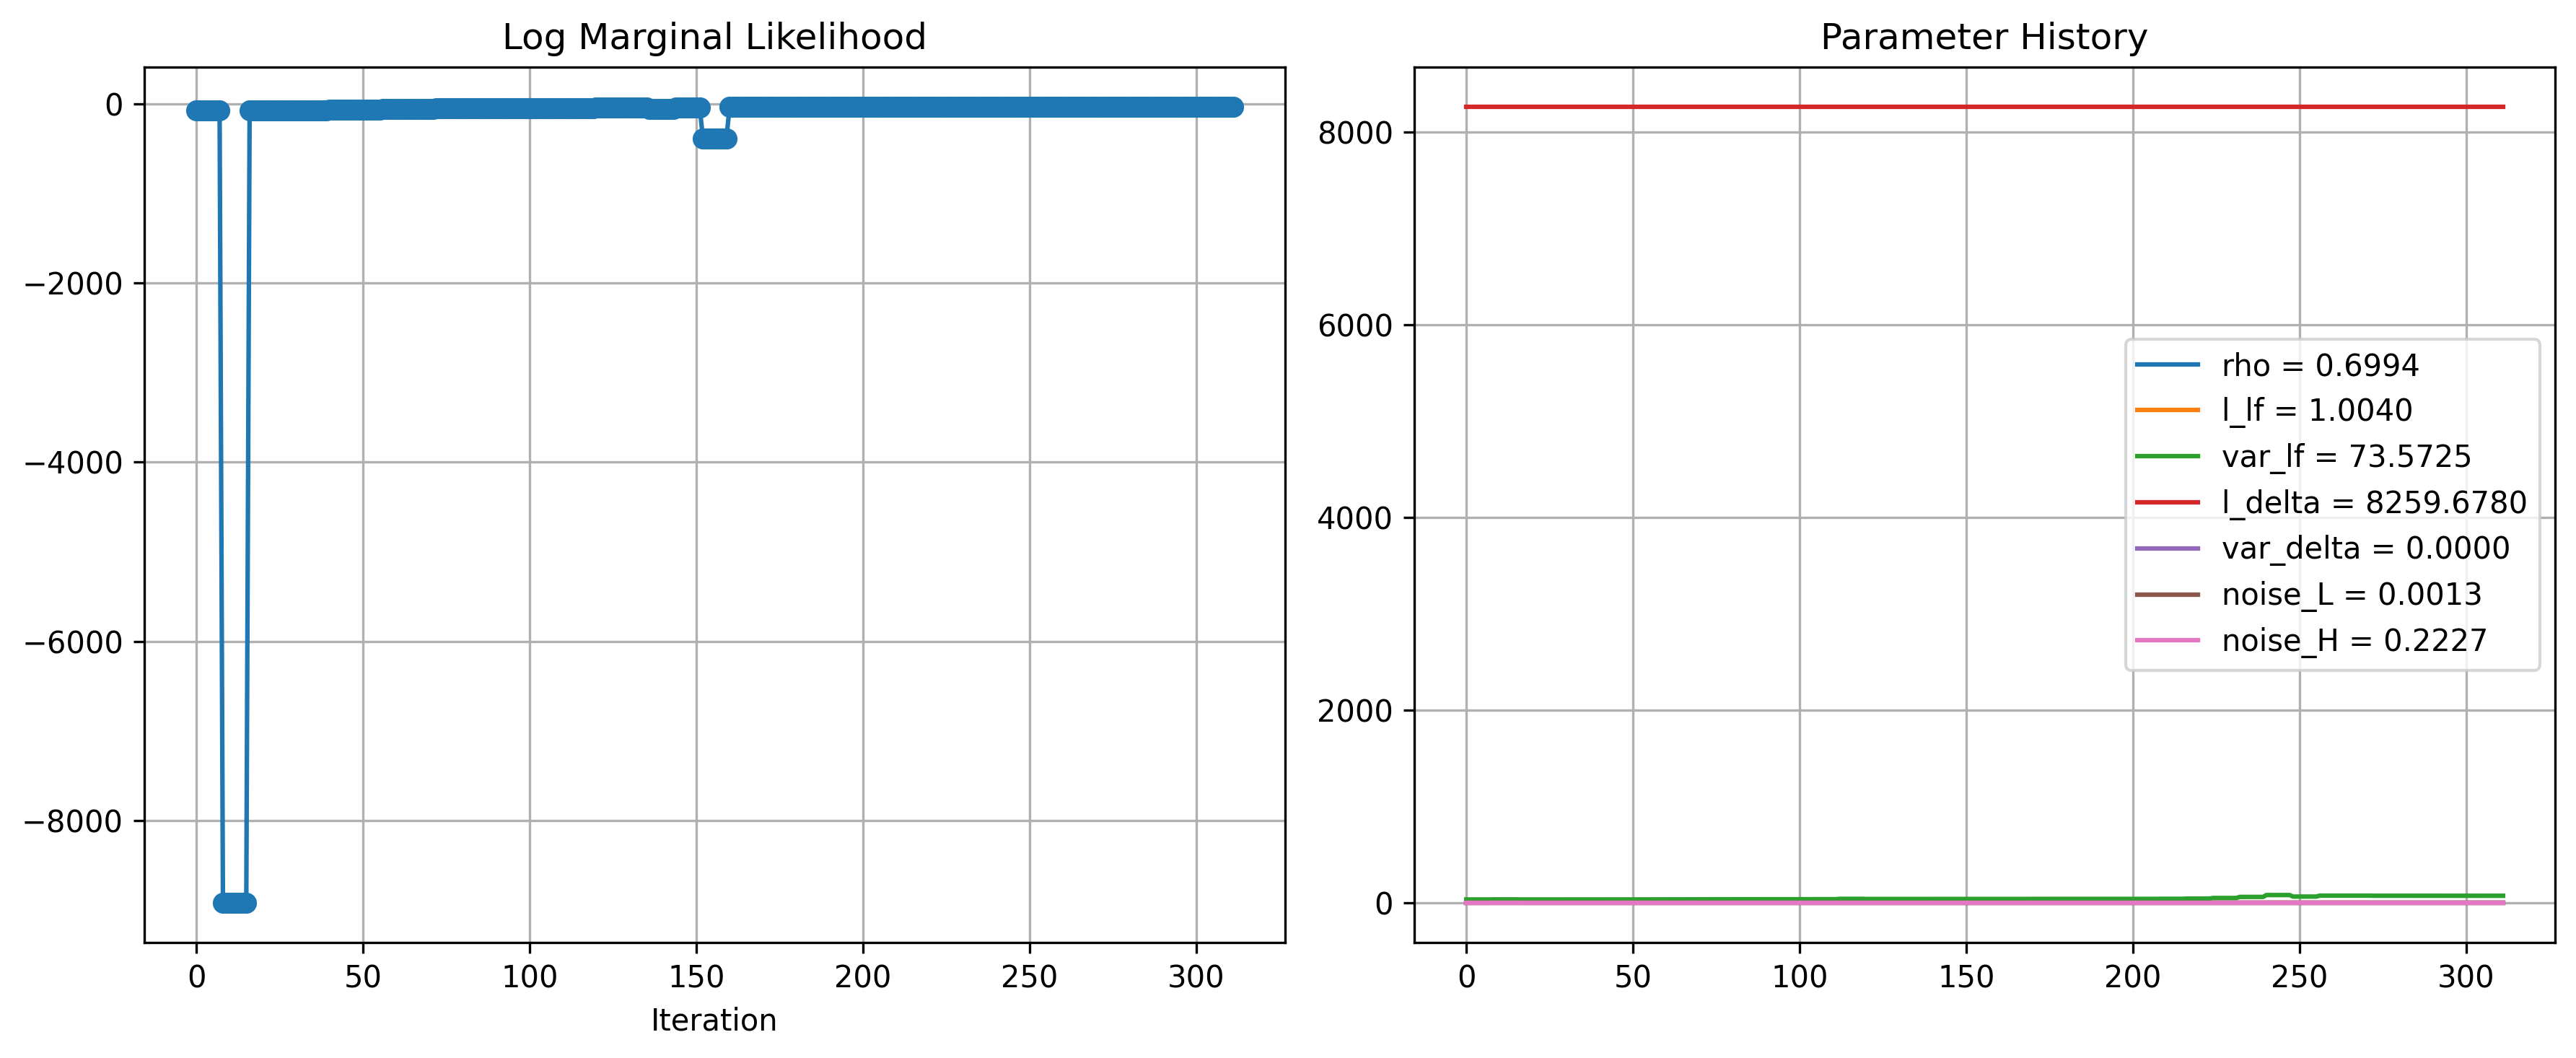 Log Marginal Likelihood
0
−2000
−4000
−6000
−8000
0 50 100 150 200 250 300
Iteration
Parameter History
8000
6000
4000
2000
0
0 50 100 150 200 250 300
rho = 0.6994
l_lf = 1.0040
var_lf = 73.5725
l_delta = 8259.6780
var_delta = 0.0000
noise_L = 0.0013
noise_H = 0.2227